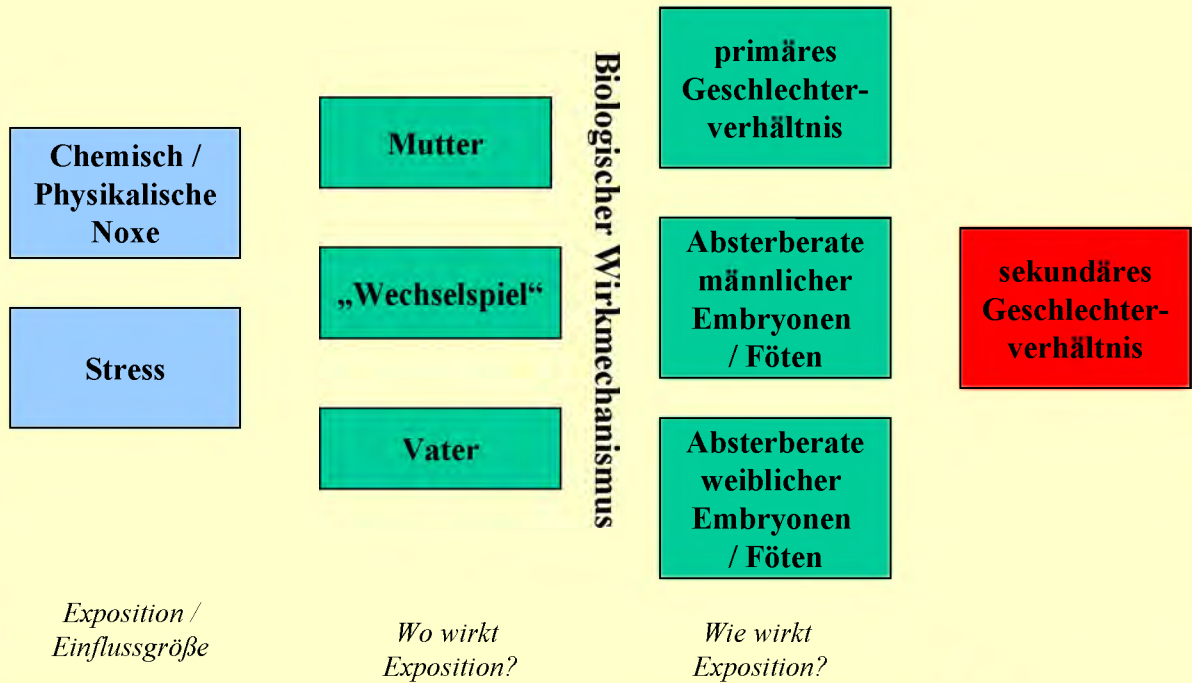 Chemisch /
Physikalische
Noxe
Stress
Exposition /
Einflussgröße
Mutter
„Wechselspiel“
Vater
Wo wirkt
Exposition?
Biologischer Wirkmechanismus
primäres
Geschlechter-
verhältnis
Absterberate
männlicher
Embryonen
/ Föten
Absterberate
weiblicher
Embryonen
/ Föten
Wie wirkt
Exposition?
sekundäres
Geschlechter-
verhältnis